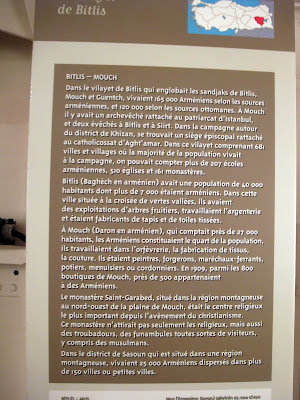 de Bitlis
BITLIS – MOUCH
Dans le vilayet de Bitlis qui englobait les sandjaks de Bitlis,
Mouch et Guentch, vivaient 165 000 Arméniens selon les sources
arméniennes, et 120 000 selon les sources ottomanes. À Mouch
il y avait un archevêché rattaché au patriarcat d'Istanbul,
et deux évêchés à Bitlis et à Siirt. Dans la campagne autour
du district de Khizan, se trouvait un siège épiscopal rattaché
au catholicossat d'Aght'amar. Dans ce vilayet comprenant 681
villes et villages où la majorité de la population vivait
à la campagne, on pouvait compter plus de 207 écoles
arméniennes, 510 églises et 161 monastères.
Bitlis (Baghèch en arménien) avait une population de 40 000
habitants dont plus de 7 000 étaient arméniens. Dans cette
ville située à la croisée de vertes vallées, ils avaient
des exploitations d'arbres fruitiers, travaillaient l'argenterie
et étaient fabricants de tapis et de toiles tissées.
À Mouch (Daron en arménien), qui comptait près de 27 000
habitants, les Arméniens constituaient le quart de la population,
ils travaillaient dans l'orfèvrerie, la fabrication de tissus,
la couture. Ils étaient peintres, forgerons, maréchaux-ferrants,
potiers, menuisiers ou cordonniers. En 1909, parmi les 800
boutiques de Mouch, près de 500 appartenaient
à des Arméniens.
Le monastère Saint-Garabed, situé dans la région montagneuse
au nord-ouest de la plaine de Mouch, était le centre religieux
le plus important depuis l'avènement du christianisme.
Ce monastère n'attirait pas seulement les religieux, mais aussi
des troubadours, des funambules toutes sortes de visiteurs,
y compris des musulmans.
Dans le district de Sasoun qui est situé dans une région
montagneuse, vivaient 25 000 Arméniens dispersés dans plus
de 150 villes ou petites villes.